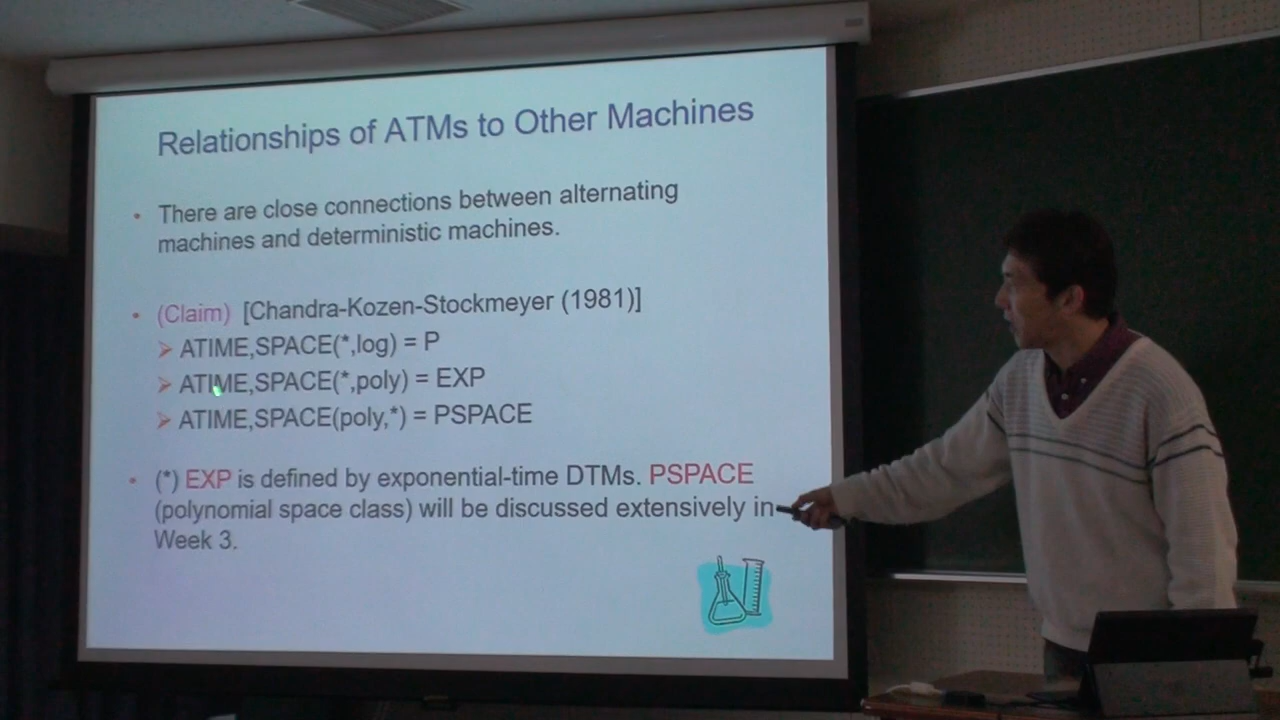 Relationships of ATMs to Other Machines
• There are close connections between alternating
machines and deterministic machines.
• (Claim) [Chandra-Kozen-Stockmeyer (1981)]
➢ ATIME,SPACE(*,log) = P
➢ ATIME,SPACE(*,poly) = EXP
➢ ATIME,SPACE(poly,*) = PSPACE
• (*) EXP is defined by exponential-time DTMs. PSPACE
(polynomial space class) will be discussed extensively in
Week 3.